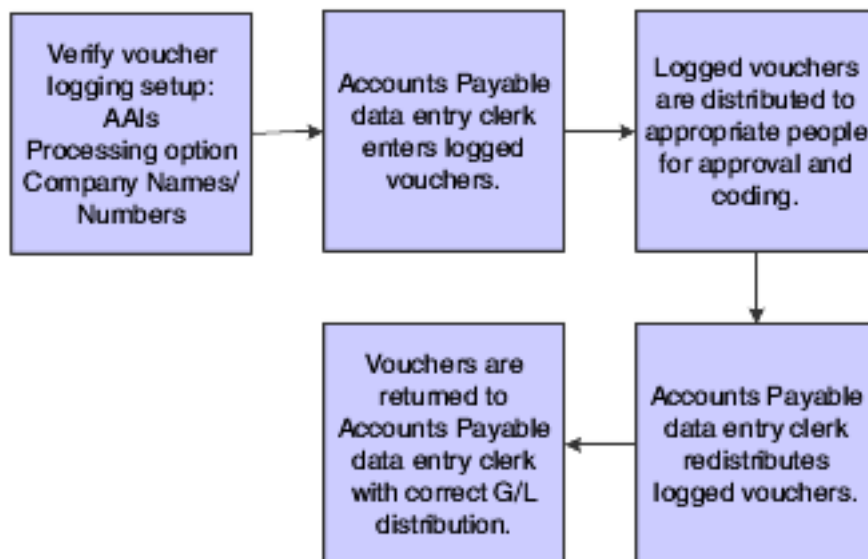 Verify voucher
logging setup:
AAIs
Processing option
Company Names/
Numbers
Accounts Payable
data entry clerk
enters logged
vouchers.
Logged vouchers
are distributed to
appropriate people
for approval and
coding.
Accounts Payable
data entry clerk
redistributes
logged vouchers.
Vouchers are
returned to
Accounts Payable
data entry clerk
with correct G/L
distribution.